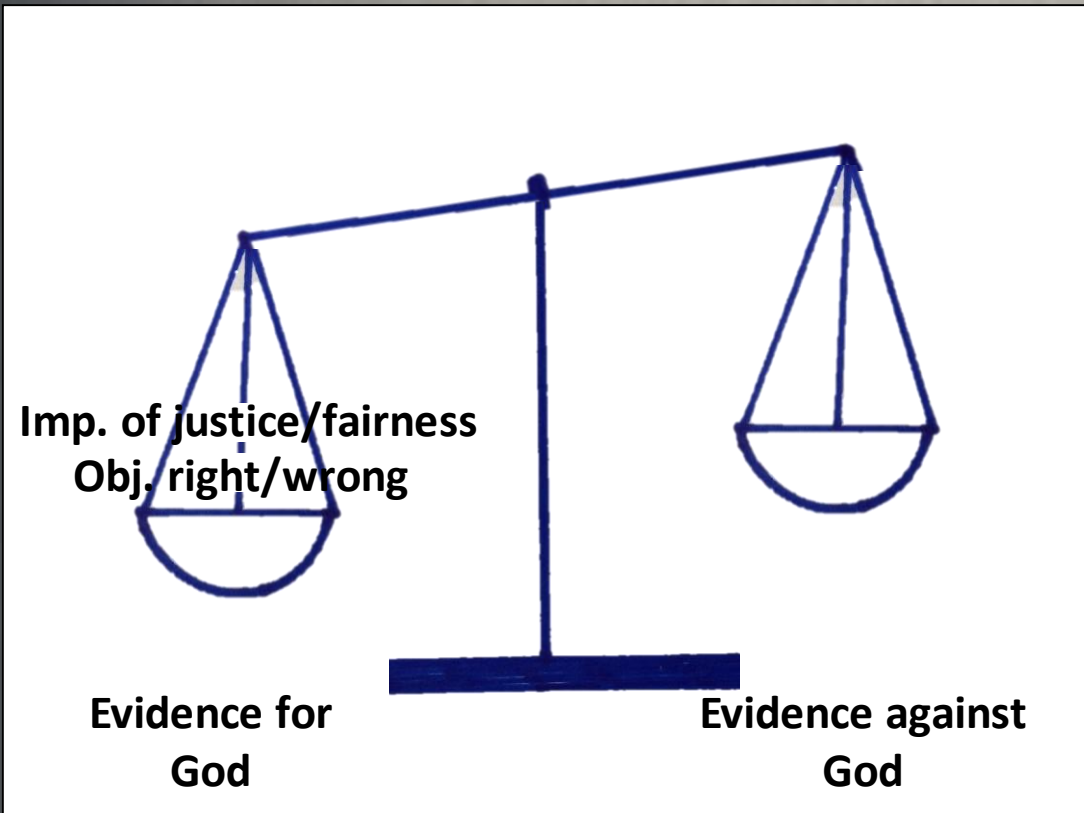 Imp. of justice/fairness
Obj. right/wrong
Evidence for
God
Evidence against
God